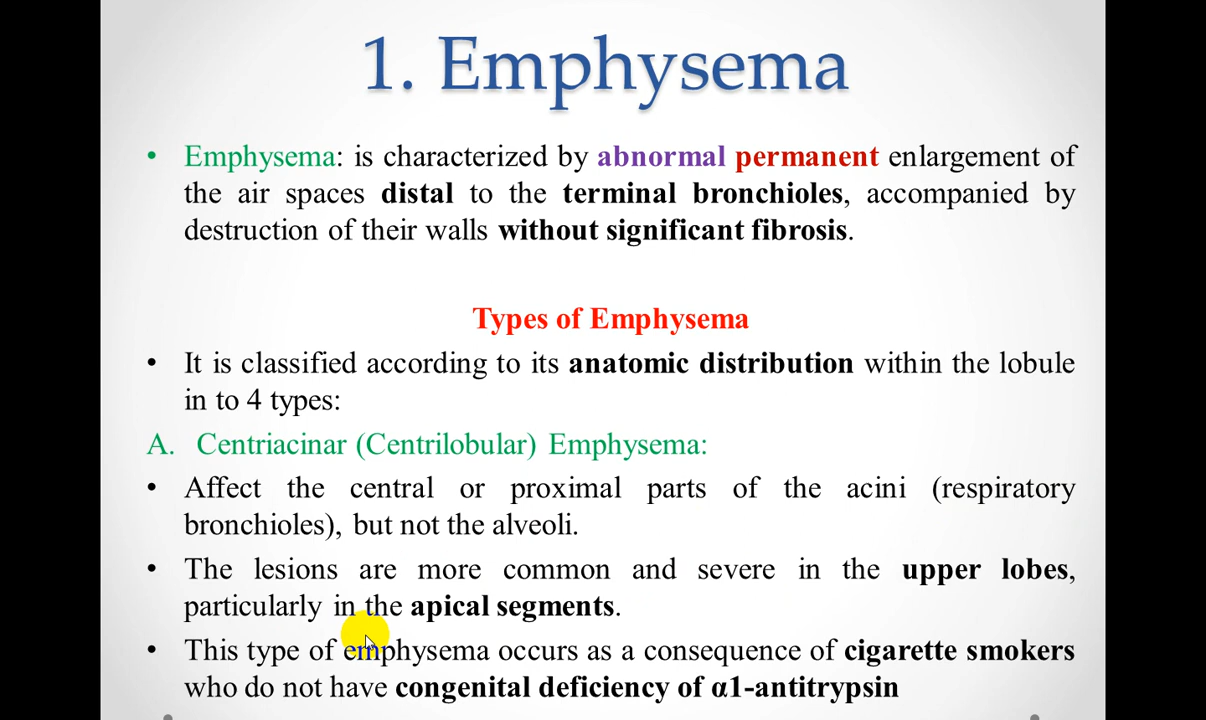 1. Emphysema
• Emphysema: is characterized by abnormal permanent enlargement of
the air spaces distal to the terminal bronchioles, accompanied by
destruction of their walls without significant fibrosis.
Types of Emphysema
• It is classified according to its anatomic distribution within the lobule
in to 4 types:
A. Centriacinar (Centrilobular) Emphysema:
• Affect the central or proximal parts of the acini (respiratory
bronchioles), but not the alveoli.
• The lesions are more common and severe in the upper lobes,
particularly in the apical segments.
• This type of emphysema occurs as a consequence of cigarette smokers
who do not have congenital deficiency of α1-antitrypsin